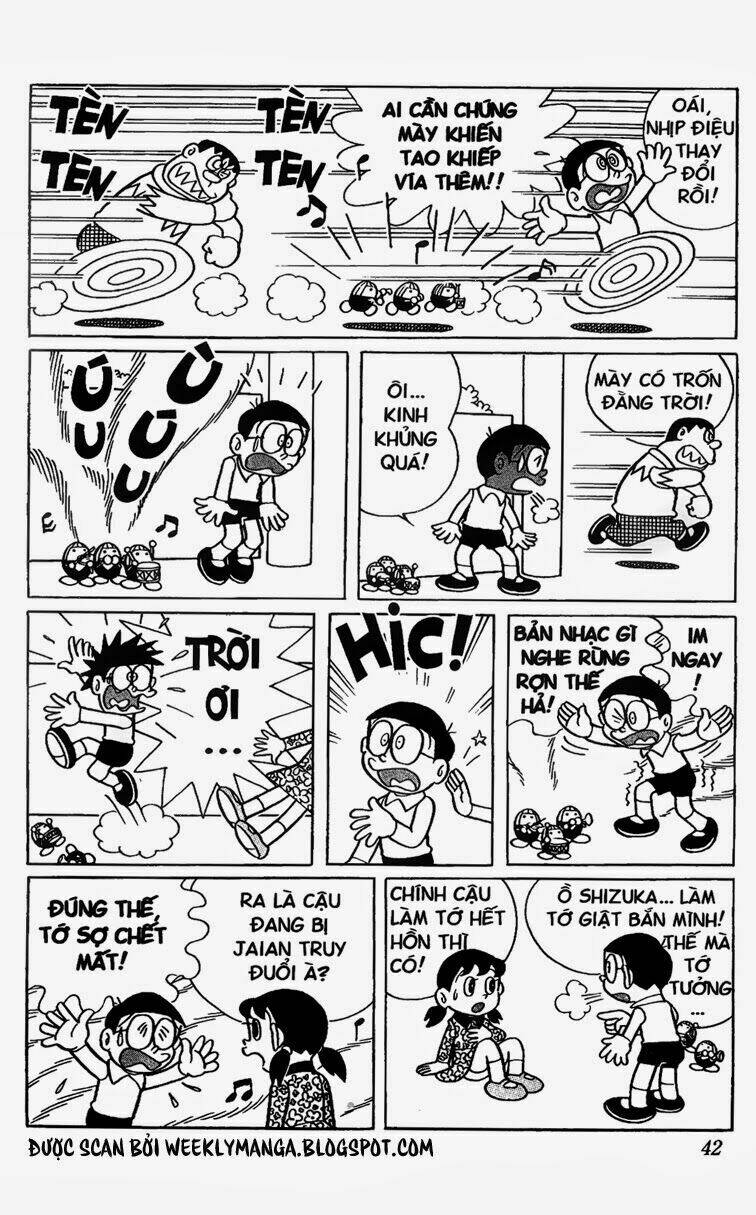 OÁI,
NHỊP ĐIỆU
THAY
ĐỔI
RỒI!
AI CẦN CHÚNG
MÀY KHIẾN
TAO KHIẾP
VÍA THÊM!!
TÈN
TEN
TÈN
TEN
MÀY CÓ TRỐN
ĐẰNG TRỜI!
ÔI...
KINH
KHỦNG
QUÁ!
Ú Ù
U Ú
U
IM
NGAY
!
BẢN NHẠC GÌ
NGHE RÙNG
RỢN THẾ
HẢ!
HIC!
TRỜI
ƠI
...
Ồ SHIZUKA... LÀM
TỚ GIẬT BẮN MÌNH!
THẾ MÀ
TỚ
TƯỞNG
...
CHÍNH CẬU
LÀM TỚ HẾT
HỒN THÌ
CÓ!
RA LÀ CẬU
ĐANG BỊ
JAIAN TRUY
ĐUỔI À?
ĐÚNG THẾ,
TỚ SỢ CHẾT
MẤT!
ĐƯỢC SCAN BỞI WEEKLYMANGA.BLOGSPOT.COM
42